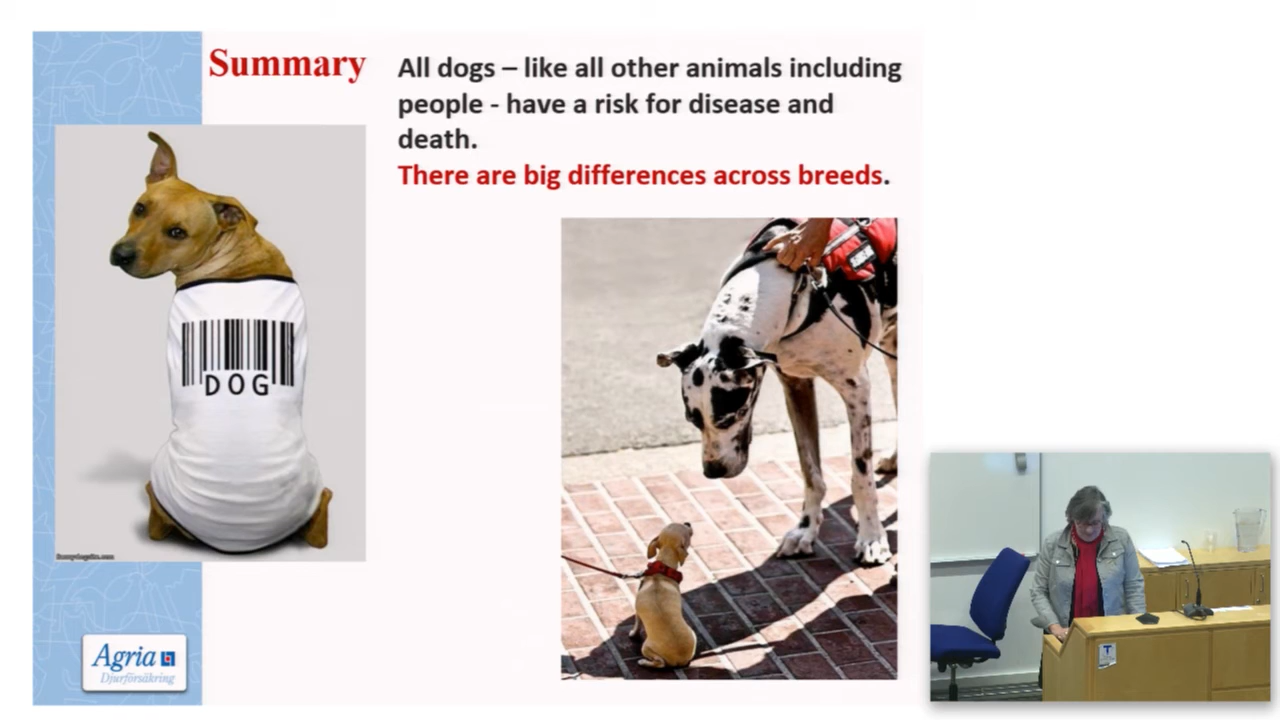 Summary
All dogs – like all other animals including
people - have a risk for disease and
death.
There are big differences across breeds.
DOG
Agria
Djurförsäkring